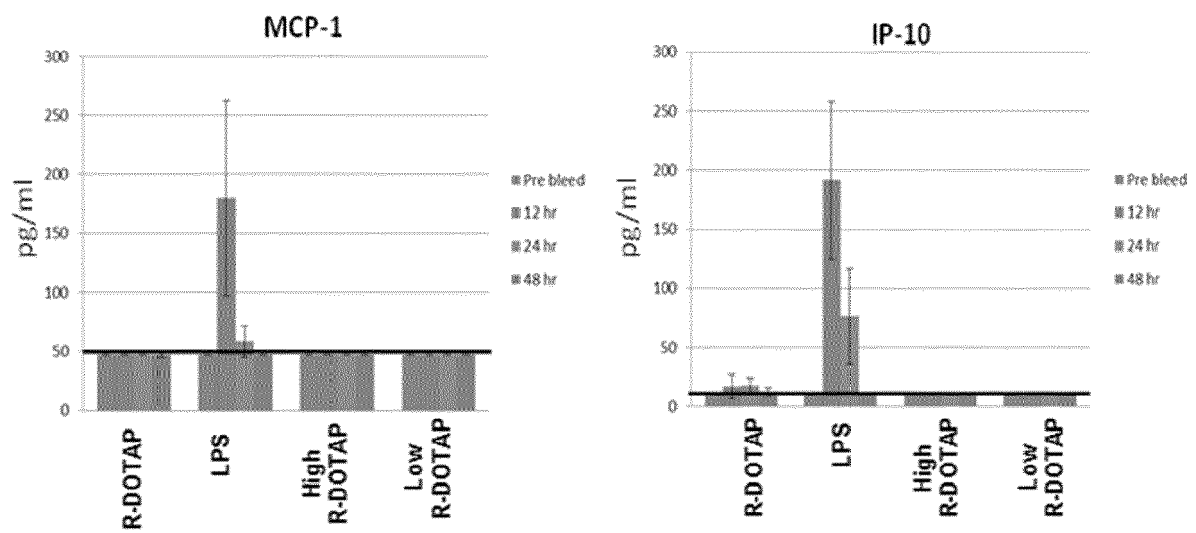 MCP-1
300
250
200
150
100
50
0
pg/ml
R-DOTAP
LPS
High
R-DOTAP
Low
R-DOTAP
Pre bleed
12 hr
24 hr
48 hr
IP-10
300
250
200
150
100
50
0
pg/ml
R-DOTAP
LPS
High
R-DOTAP
Low
R-DOTAP
Pre bleed
12 hr
24 hr
48 hr